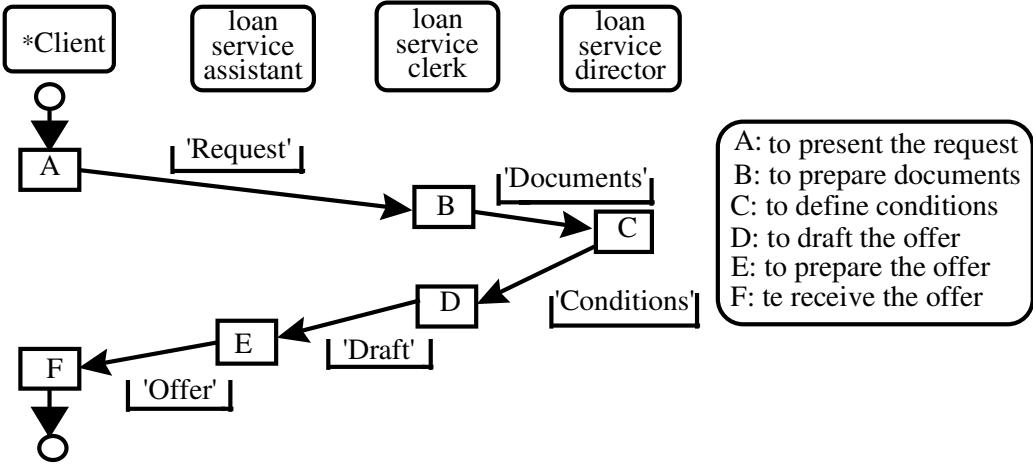 *Client
loan
service
assistant
loan
service
clerk
loan
service
director
A
'Request'
B
'Documents'
C
D
'Conditions'
E
'Draft'
F
'Offer'
A: to present the request
B: to prepare documents
C: to define conditions
D: to draft the offer
E: to prepare the offer
F: te receive the offer